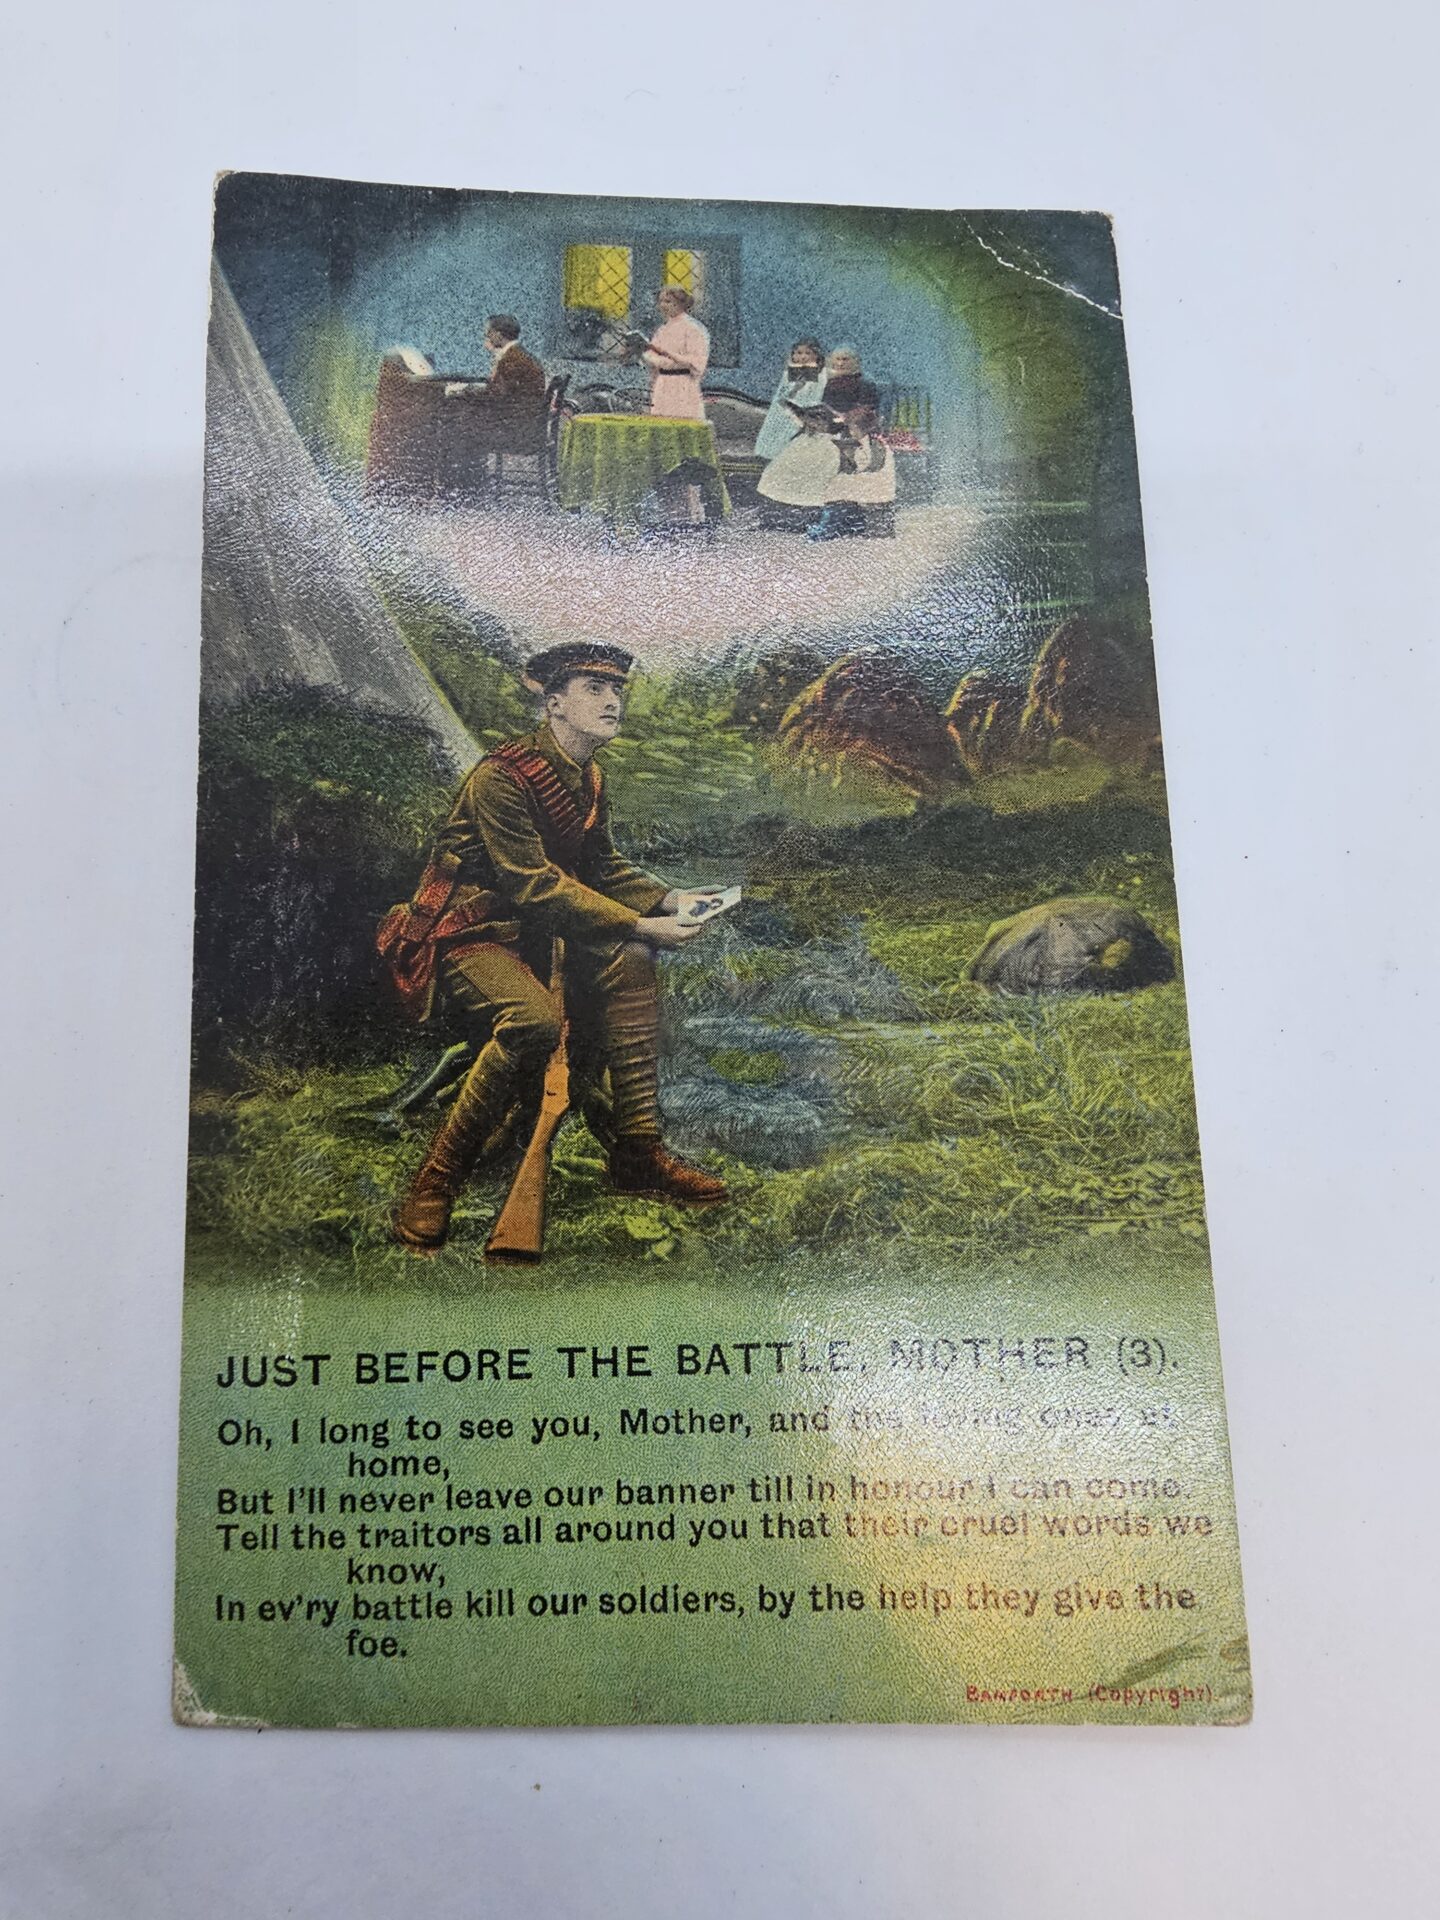 JUST BEFORE THE BATTLE, MOTHER (3).
Oh, I long to see you, Mother, and the loving ones at
home,
But I'll never leave our banner till in honour I can come.
Tell the traitors all around you that their cruel words we
know,
In ev'ry battle kill our soldiers, by the help they give the
foe.
BAMFORTH (Copyright).